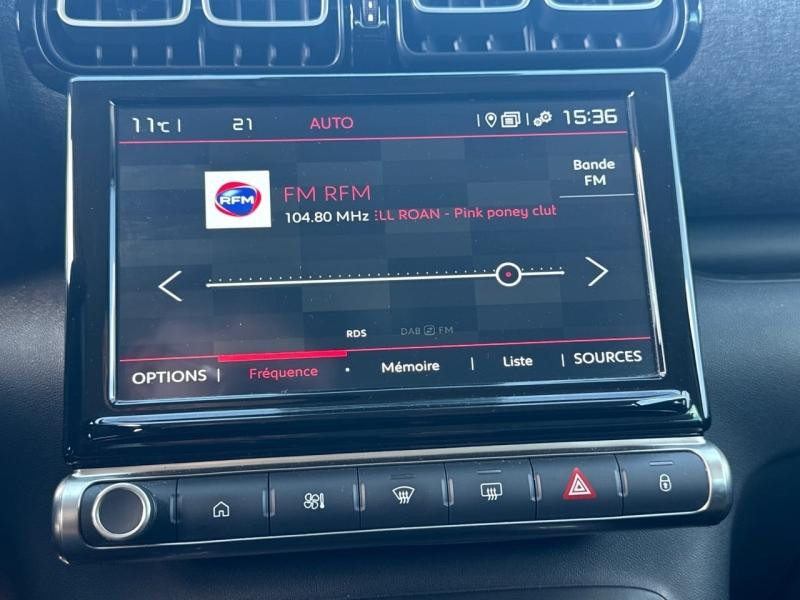 11°C | 21 AUTO 15:36
Bande
FM
RFM
FM RFM
104.80 MHz :LL ROAN - Pink poney clut
RDS DAB FM
OPTIONS | Fréquence Mémoire | Liste | SOURCES